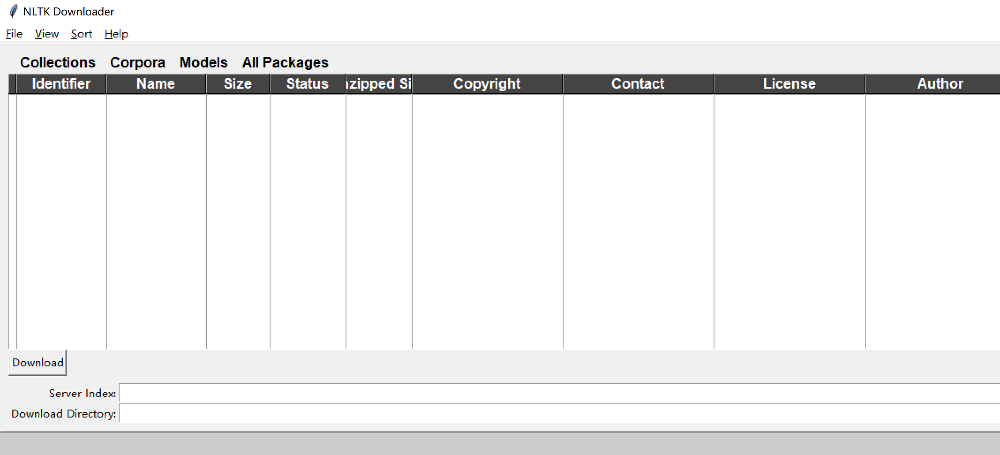 NLTK Downloader
File View Sort Help
Collections Corpora Models All Packages
Identifier Name Size Status zipped Si Copyright Contact License Author
Download
Server Index:
Download Directory: